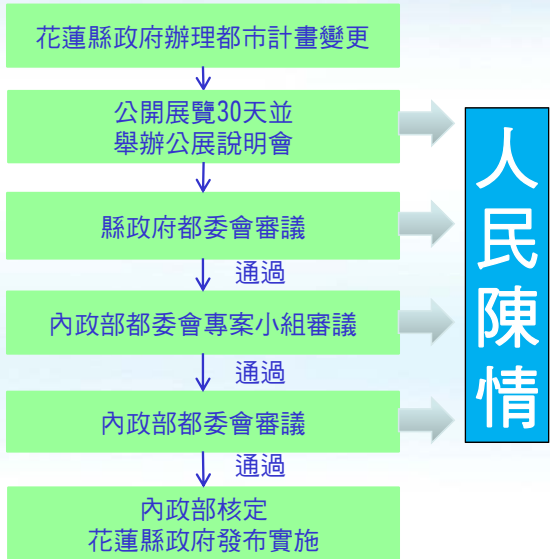 花蓮縣政府辦理都市計畫變更
公開展覽30天並
舉辦公展說明會
縣政府都委會審議
通過
內政部都委會專案小組審議
通過
內政部都委會審議
通過
內政部核定
花蓮縣政府發布實施
人民陳情